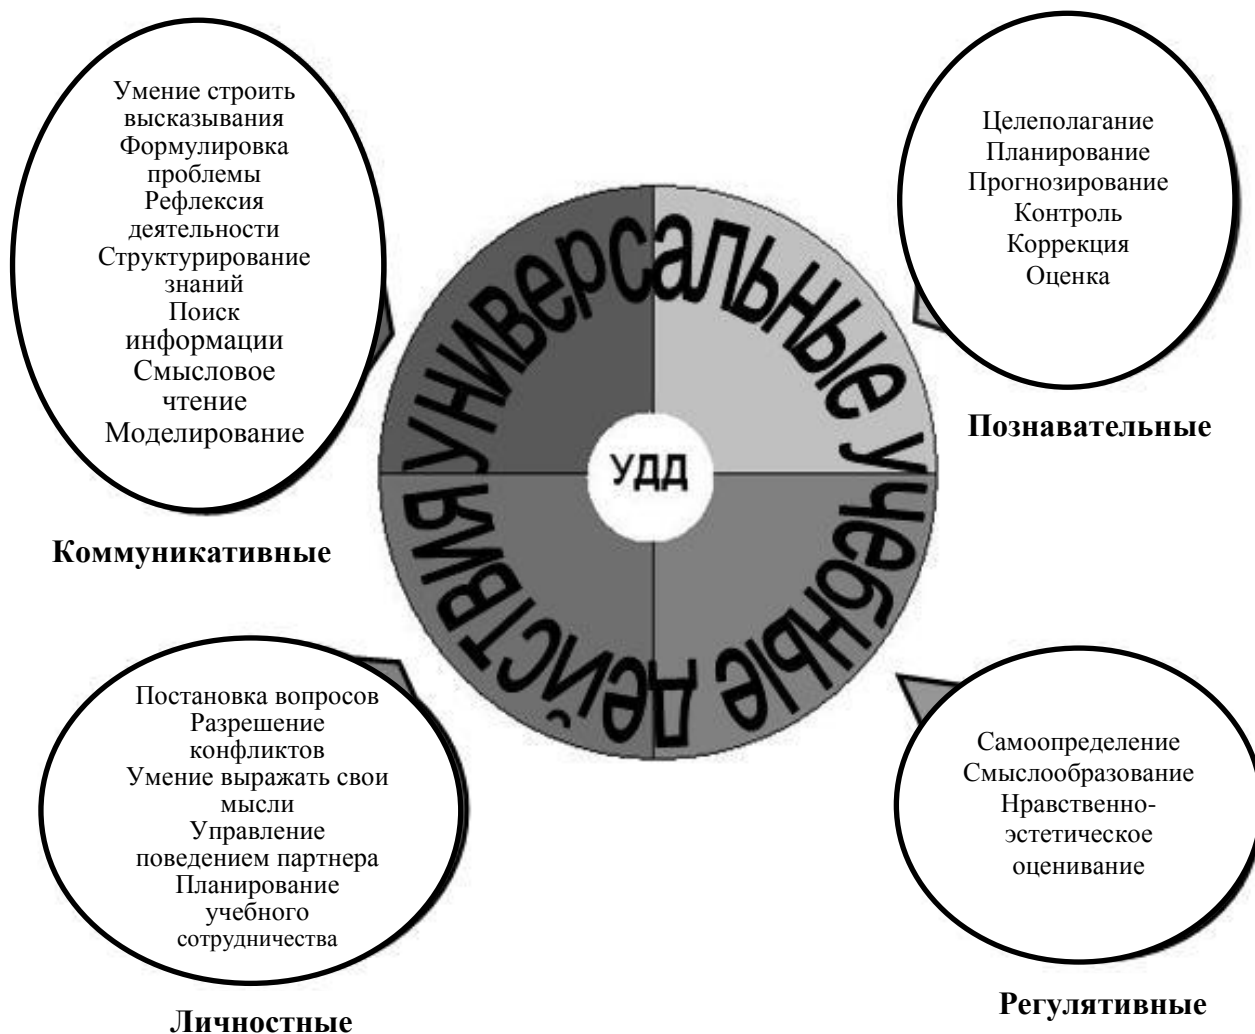 Умение строить
высказывания
Формулировка
проблемы
Рефлексия
деятельности
Структурирование
знаний
Поиск
информации
Смысловое
чтение
Моделирование
Коммуникативные
Целеполагание
Планирование
Прогнозирование
Контроль
Коррекция
Оценка
Познавательные
универсальные учебные действия
УДД
Постановка вопросов
Разрешение
конфликтов
Умение выражать свои
мысли
Управление
поведением партнера
Планирование
учебного
сотрудничества
Личностные
Самоопределение
Смыслообразование
Нравственно-
эстетическое
оценивание
Регулятивные